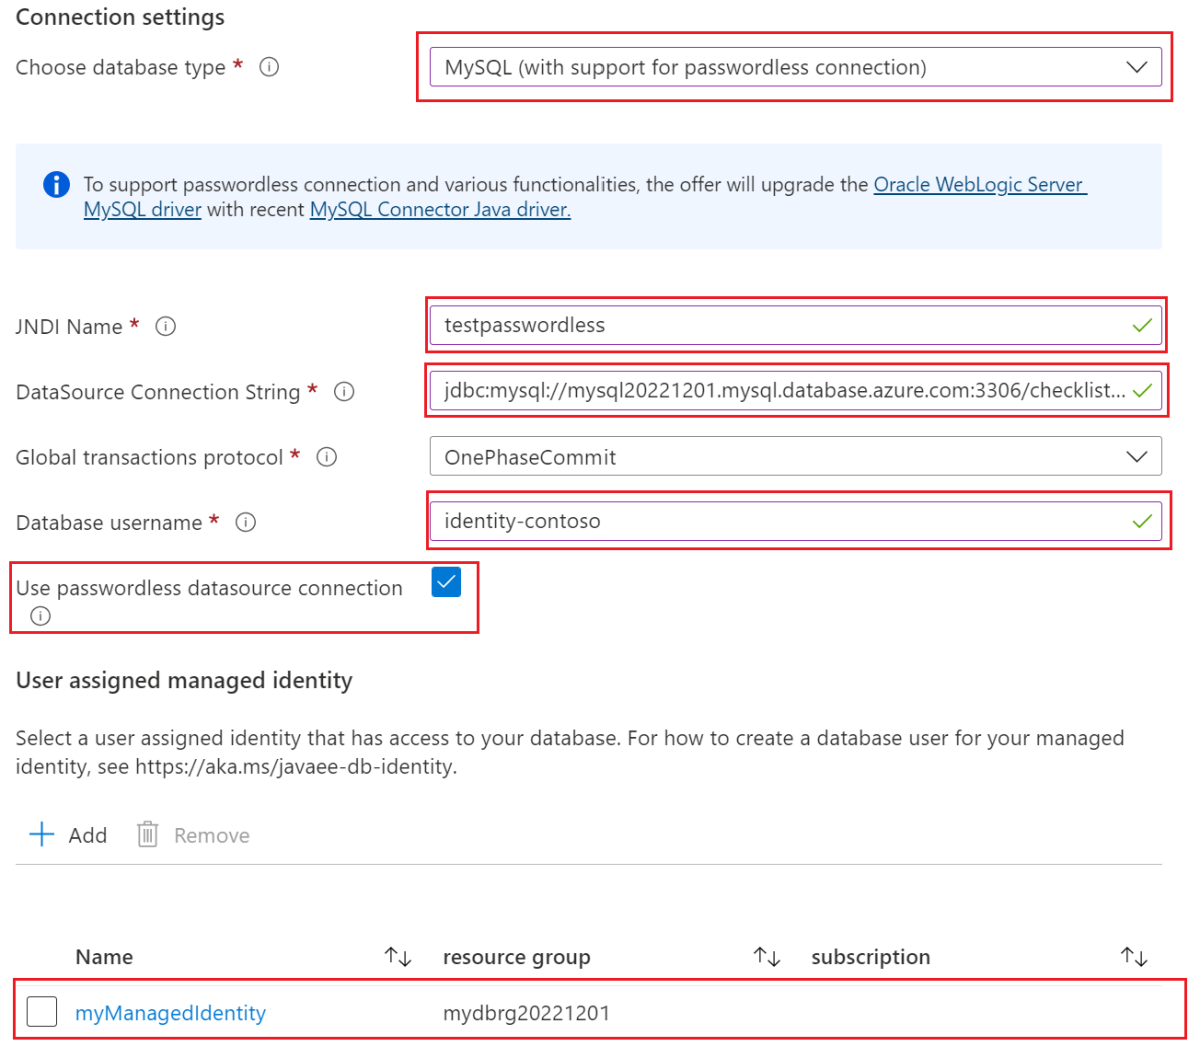 Connection settings
Choose database type *
MySQL (with support for passwordless connection)
To support passwordless connection and various functionalities, the offer will upgrade the Oracle WebLogic Server
MySQL driver with recent MySQL Connector Java driver.
JNDI Name *
testpasswordless
DataSource Connection String *
jdbc:mysql://mysql20221201.mysql.database.azure.com:3306/checklist...
Global transactions protocol *
OnePhaseCommit
Database username *
identity-contoso
Use passwordless datasource connection
User assigned managed identity
Select a user assigned identity that has access to your database. For how to create a database user for your managed
identity, see https://aka.ms/javaee-db-identity.
Add Remove
Name resource group subscription
myManagedIdentity mydbrg20221201